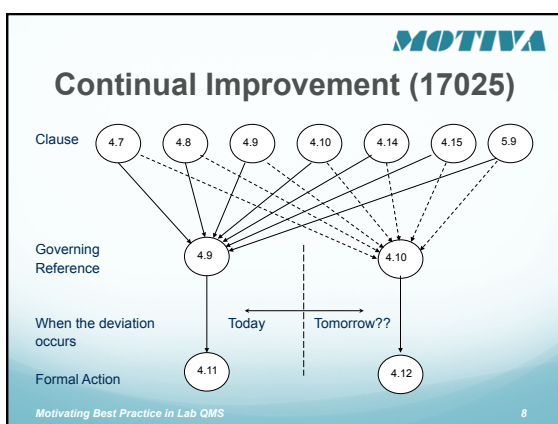 MOTIVA
Continual Improvement (17025)
Clause
4.7 4.8 4.9 4.10 4.14 4.15 5.9
Governing
Reference
4.9 4.10
When the deviation
occurs
Today Tomorrow??
Formal Action
4.11 4.12
Motivating Best Practice in Lab QMS 8